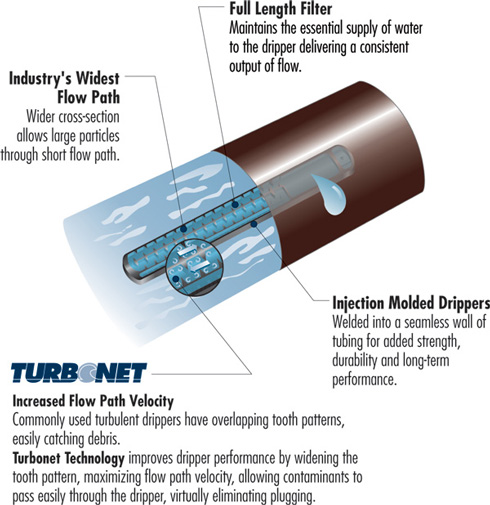 Full Length Filter
Maintains the essential supply of water
to the dripper delivering a consistent
output of flow.
Industry's Widest
Flow Path
Wider cross-section
allows large particles
through short flow path.
Injection Molded Drippers
Welded into a seamless wall of
tubing for added strength,
durability and long-term
performance.
TURBONET
Increased Flow Path Velocity
Commonly used turbulent drippers have overlapping tooth patterns,
easily catching debris.
Turbonet Technology improves dripper performance by widening the
tooth pattern, maximizing flow path velocity, allowing contaminants to
pass easily through the dripper, virtually eliminating plugging.